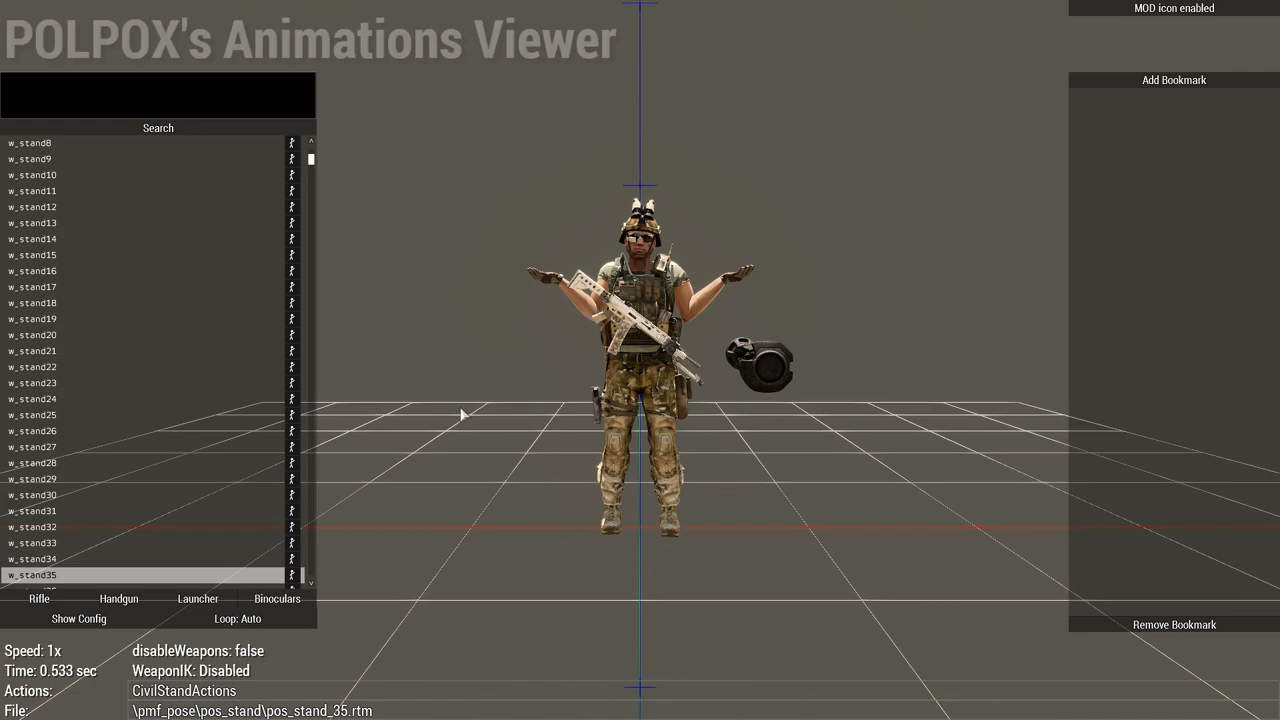 POLPOX's Animations Viewer
MOD icon enabled
Add Bookmark
Search
w_stand8
w_stand9
w_stand10
w_stand11
w_stand12
w_stand13
w_stand14
w_stand15
w_stand16
w_stand17
w_stand18
w_stand19
w_stand20
w_stand21
w_stand22
w_stand23
w_stand24
w_stand25
w_stand26
w_stand27
w_stand28
w_stand29
w_stand30
w_stand31
w_stand32
w_stand33
w_stand34
w_stand35
Rifle Handgun Launcher Binoculars
Show Config Loop: Auto
Remove Bookmark
Speed: 1x disableWeapons: false
Time: 0.533 sec WeaponIK: Disabled
Actions: CivilStandActions
File: \pmf_pose\pos_stand\pos_stand_35.rtm